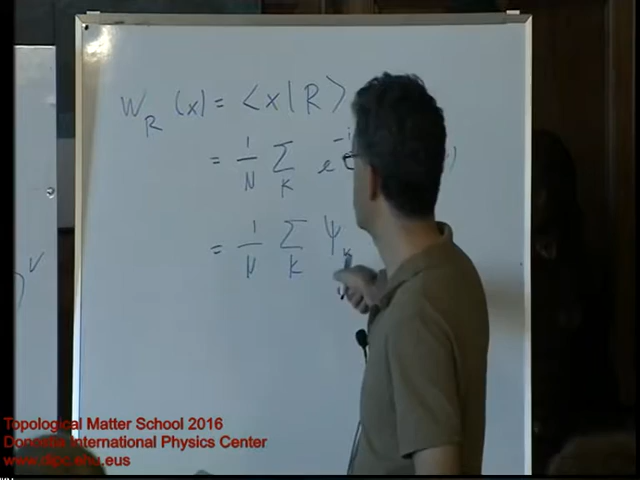 W_R (x) = <x|R>
= 1/N Σ_K e^-i
= 1/N Σ_K ψ_k
Topological Matter School 2016
Donostia International Physics Center
www.dipc.ehu.eus